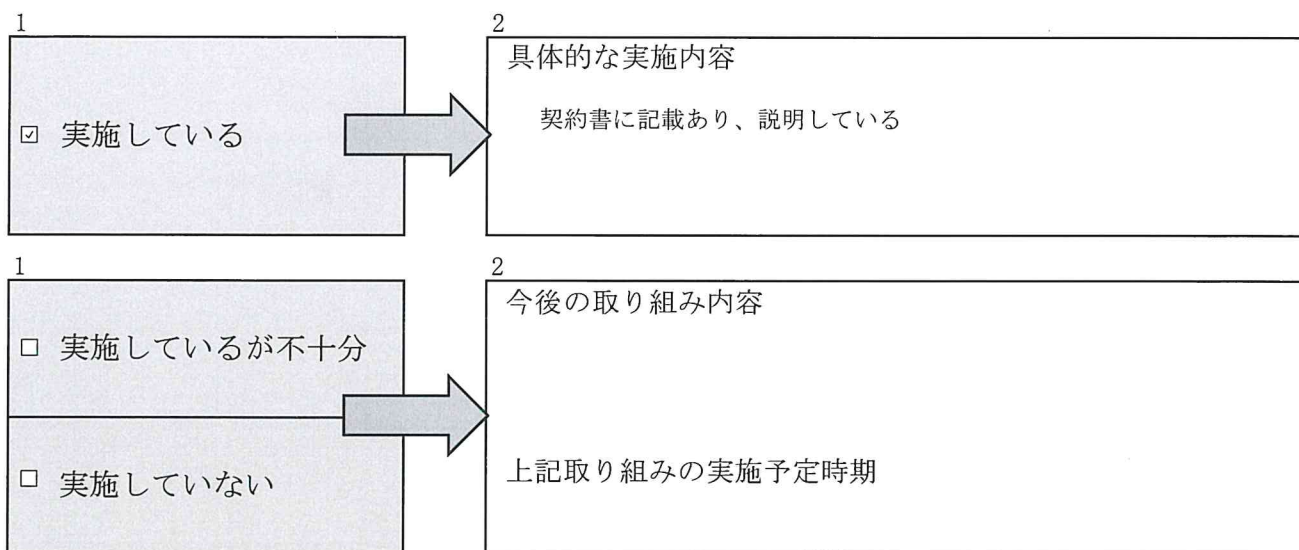 1
2
☑ 実施している
具体的な実施内容
契約書に記載あり、説明している
1
2
□ 実施しているが不十分
□ 実施していない
今後の取り組み内容
上記取り組みの実施予定時期